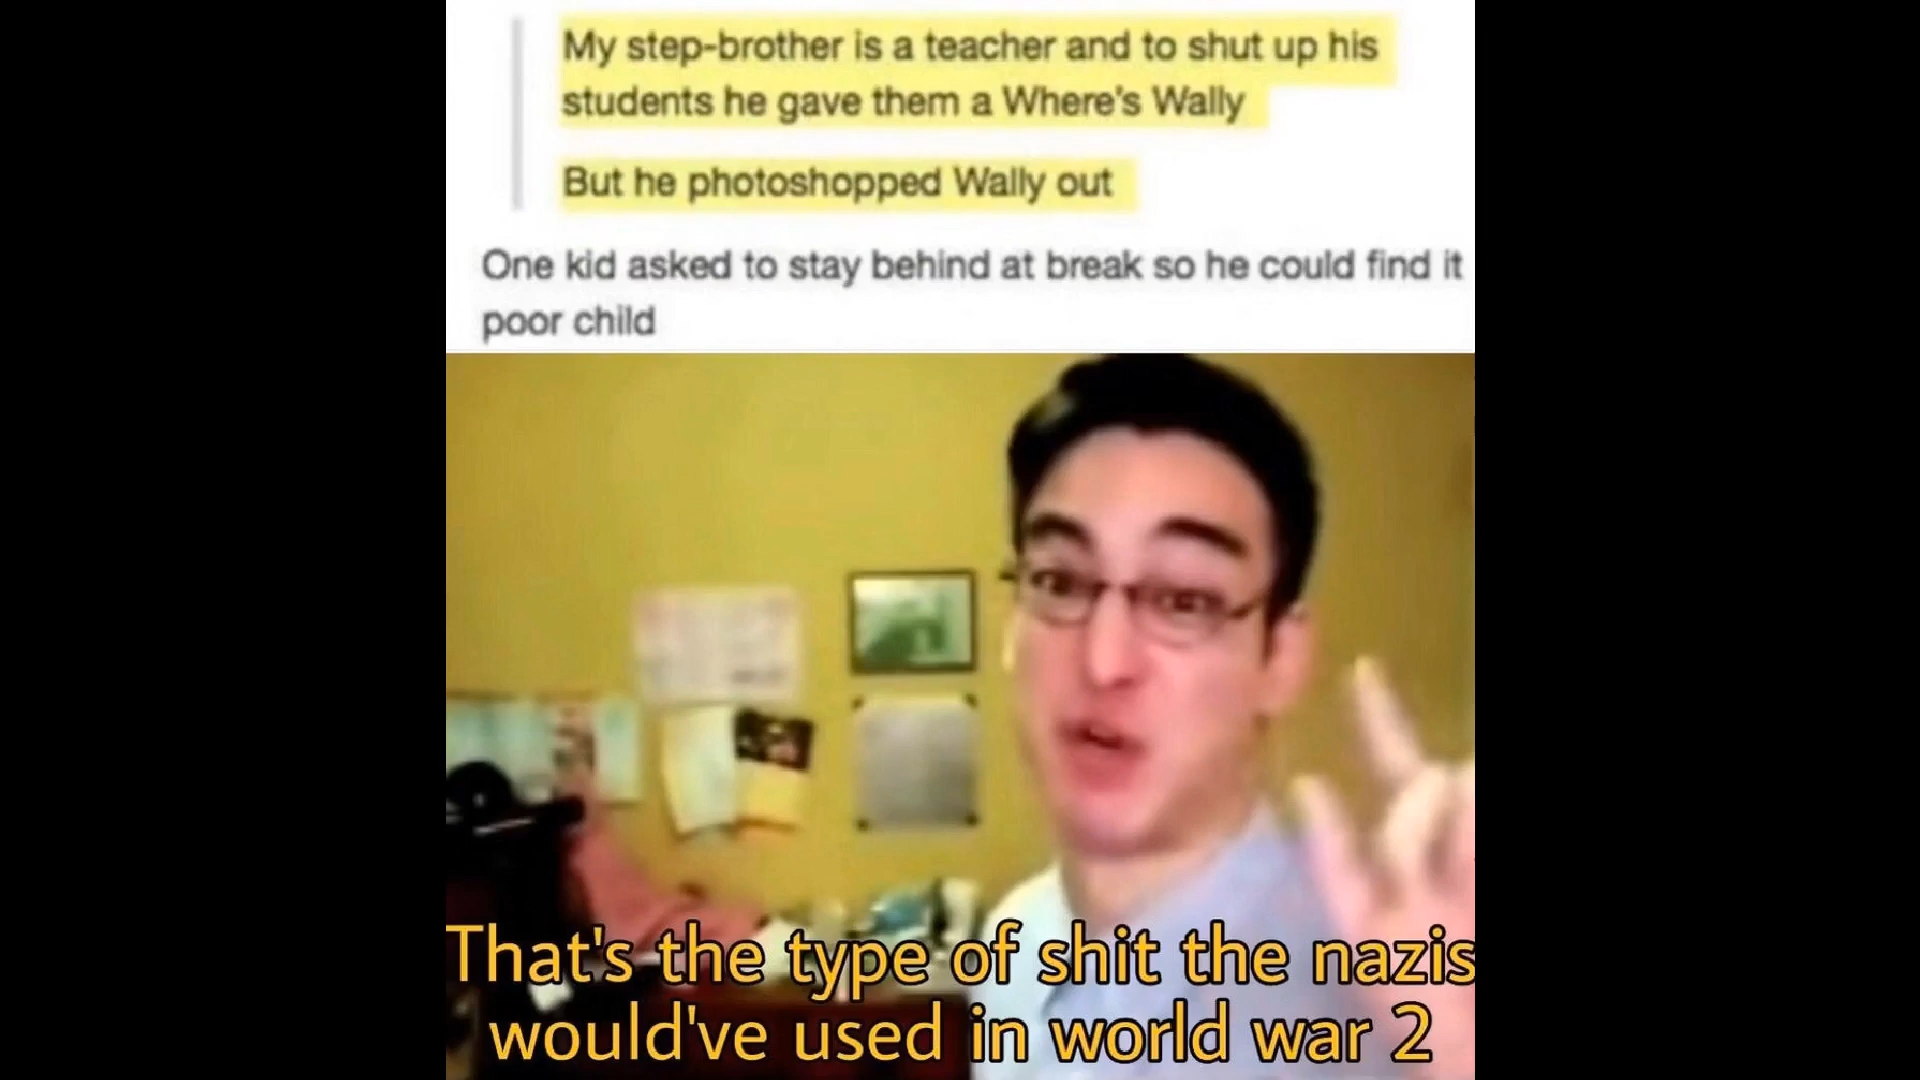 My step-brother is a teacher and to shut up his
students he gave them a Where's Wally
But he photoshopped Wally out
One kid asked to stay behind at break so he could find it
poor child
That's the type of shit the nazis
would've used in world war 2